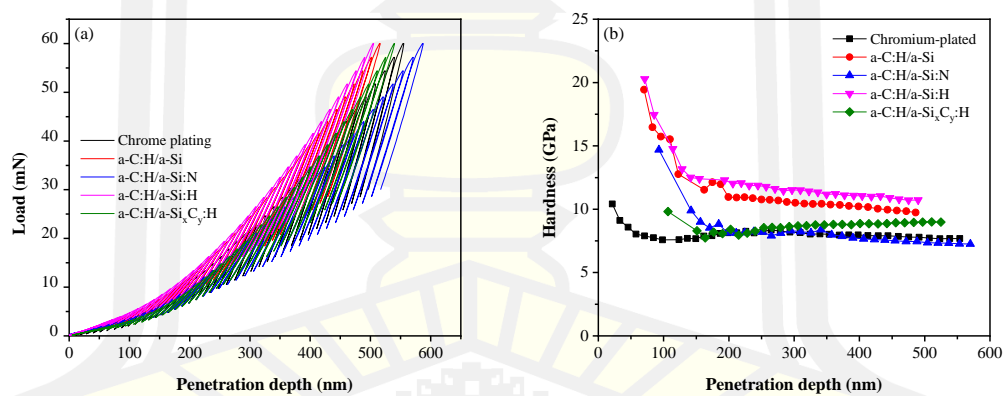 (a)
60
50
40
30
20
10
0
Load (mN)
Chrome plating
a-C:H/a-Si
a-C:H/a-Si:N
a-C:H/a-Si:H
a-C:H/a-SixCy:H
0 100 200 300 400 500 600
Penetration depth (nm)
(b)
25
20
15
10
5
0
Hardness (GPa)
Chromium-plated
a-C:H/a-Si
a-C:H/a-Si:N
a-C:H/a-Si:H
a-C:H/a-SixCy:H
0 100 200 300 400 500 600
Penetration depth (nm)